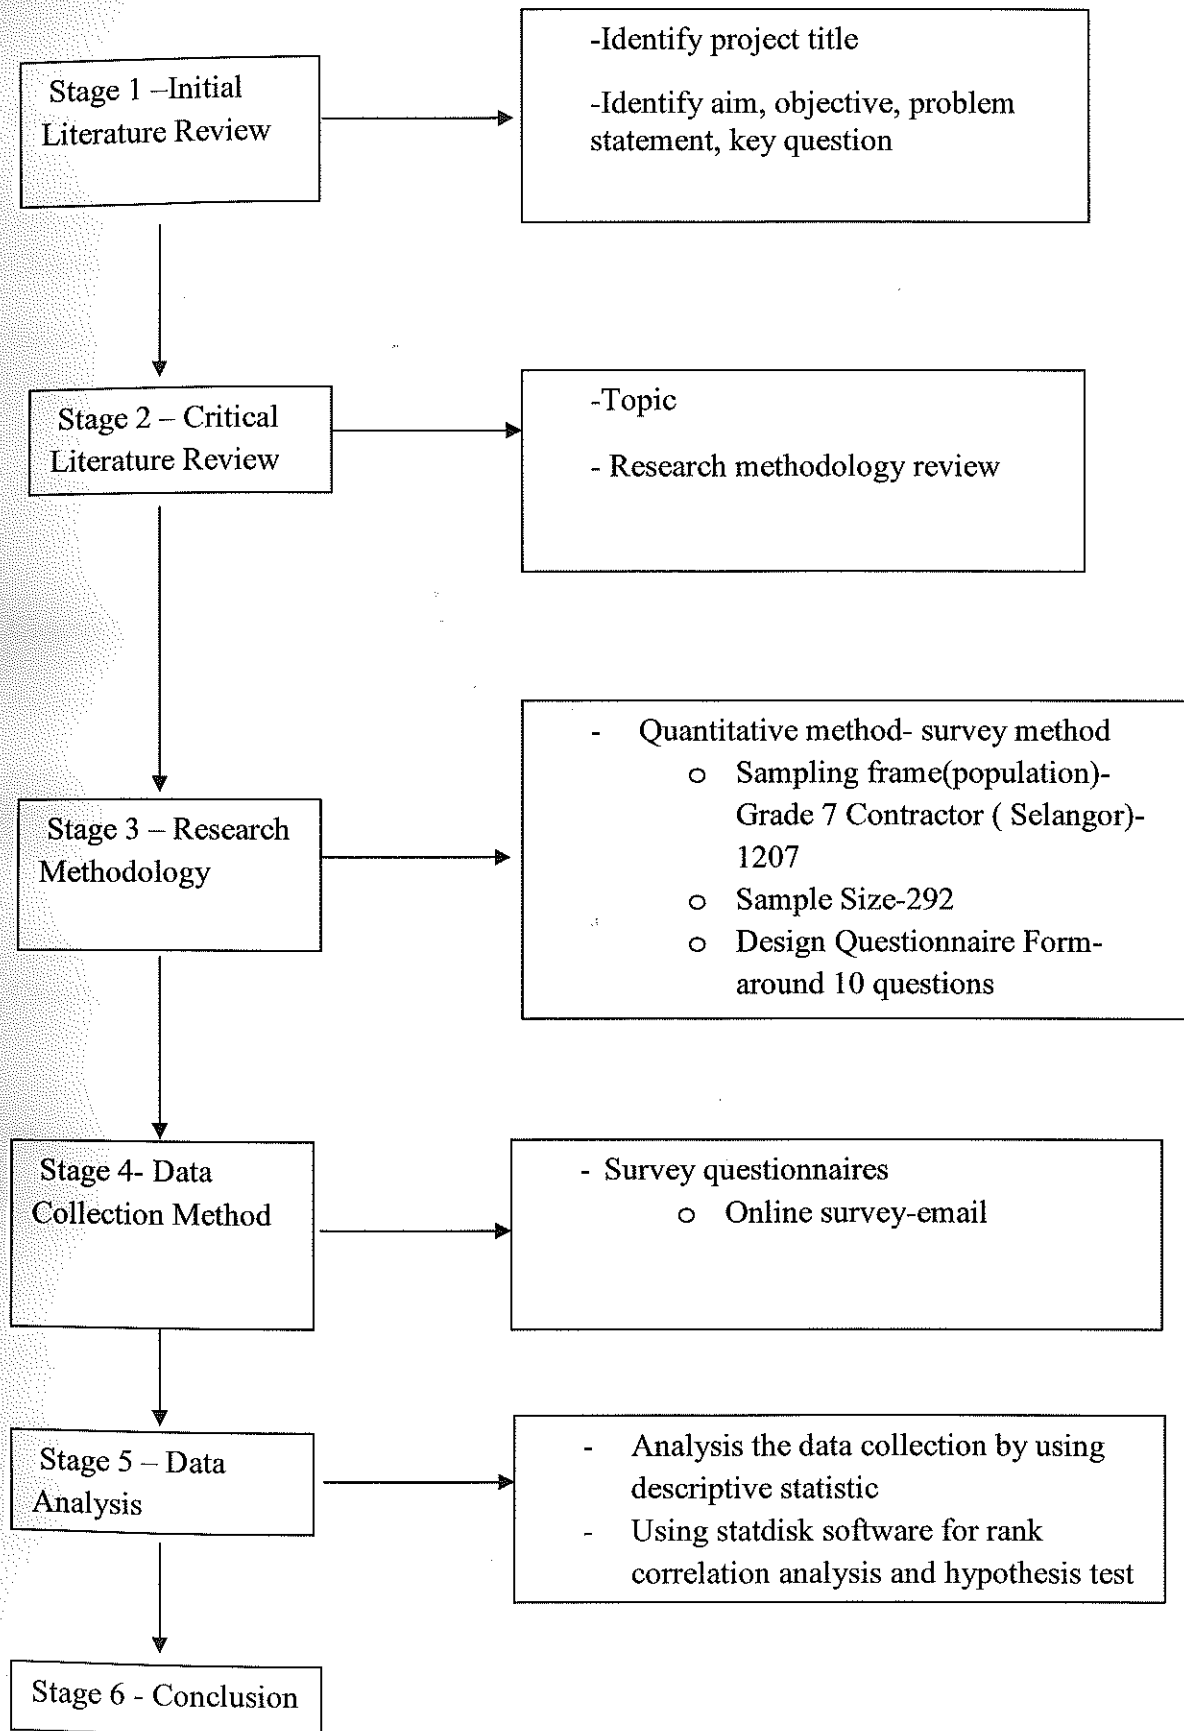 Stage 1 –Initial
Literature Review
-Identify project title
-Identify aim, objective, problem
statement, key question
Stage 2 – Critical
Literature Review
-Topic
- Research methodology review
Stage 3 – Research
Methodology
- Quantitative method- survey method
o Sampling frame(population)-
Grade 7 Contractor ( Selangor)-
1207
o Sample Size-292
o Design Questionnaire Form-
around 10 questions
Stage 4- Data
Collection Method
- Survey questionnaires
o Online survey-email
Stage 5 – Data
Analysis
- Analysis the data collection by using
descriptive statistic
- Using statdisk software for rank
correlation analysis and hypothesis test
Stage 6 - Conclusion